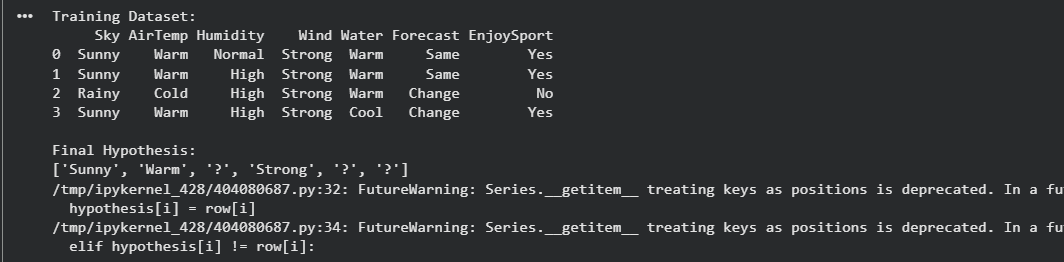 Training Dataset:
Sky AirTemp Humidity Wind Water Forecast EnjoySport
0 Sunny Warm Normal Strong Warm Same Yes
1 Sunny Warm High Strong Warm Same Yes
2 Rainy Cold High Strong Warm Change No
3 Sunny Warm High Strong Cool Change Yes
Final Hypothesis:
['Sunny', 'Warm', '?', 'Strong', '?', '?']
/tmp/ipykernel_428/404080687.py:32: FutureWarning: Series.__getitem__ treating keys as positions is deprecated. In a fu
hypothesis[i] = row[i]
/tmp/ipykernel_428/404080687.py:34: FutureWarning: Series.__getitem__ treating keys as positions is deprecated. In a fu
elif hypothesis[i] != row[i]: